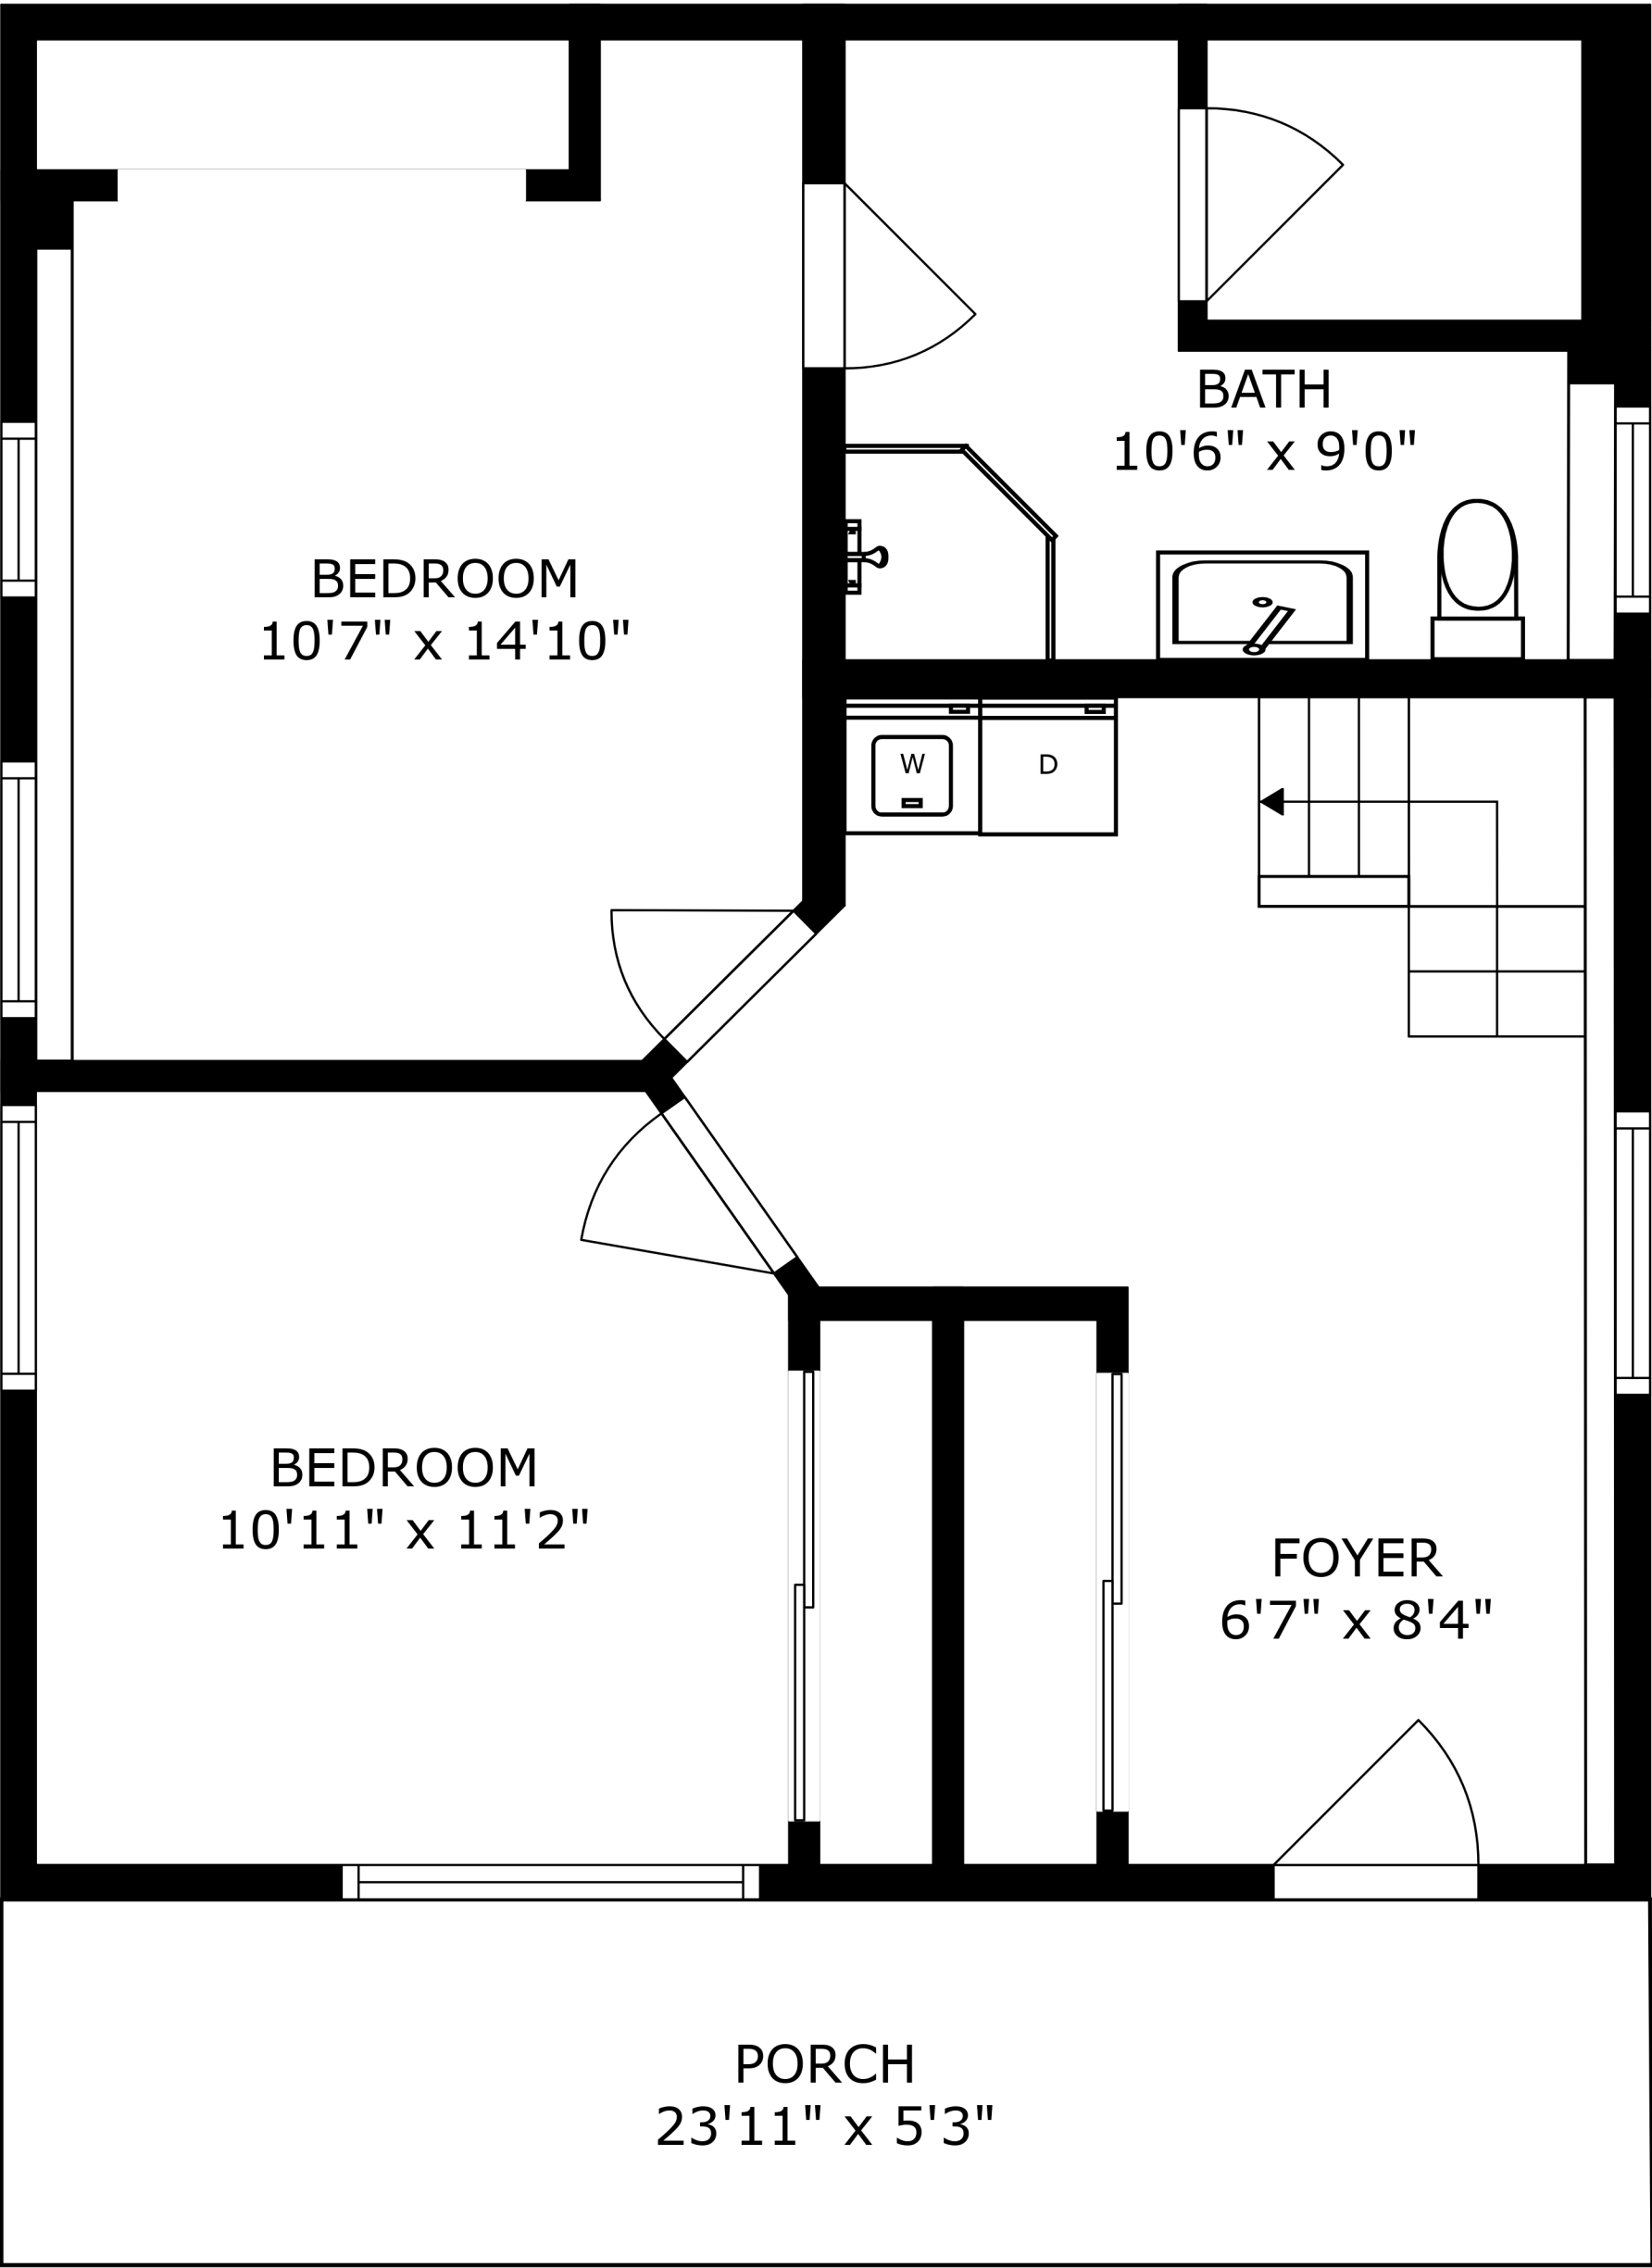 BATH
10'6" x 9'0"
BEDROOM
10'7" x 14'10"
W
D
BEDROOM
10'11" x 11'2"
FOYER
6'7" x 8'4"
PORCH
23'11" x 5'3"